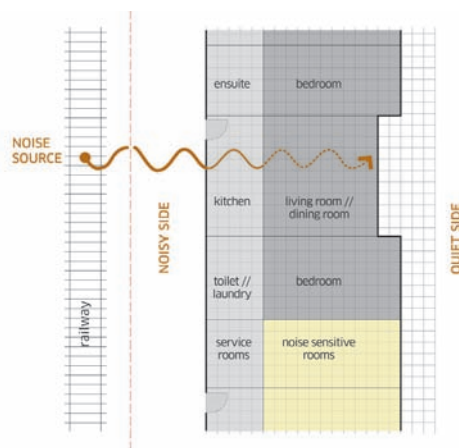 ensuite
bedroom
NOISE
SOURCE
kitchen
living room //
dining room
NOISY SIDE
QUIET SIDE
toilet //
laundry
bedroom
railway
service
rooms
noise sensitive
rooms